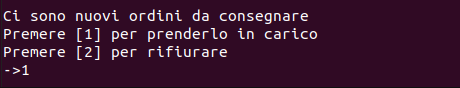 Ci sono nuovi ordini da consegnare
Premere [1] per prenderlo in carico
Premere [2] per rifiurare
->1